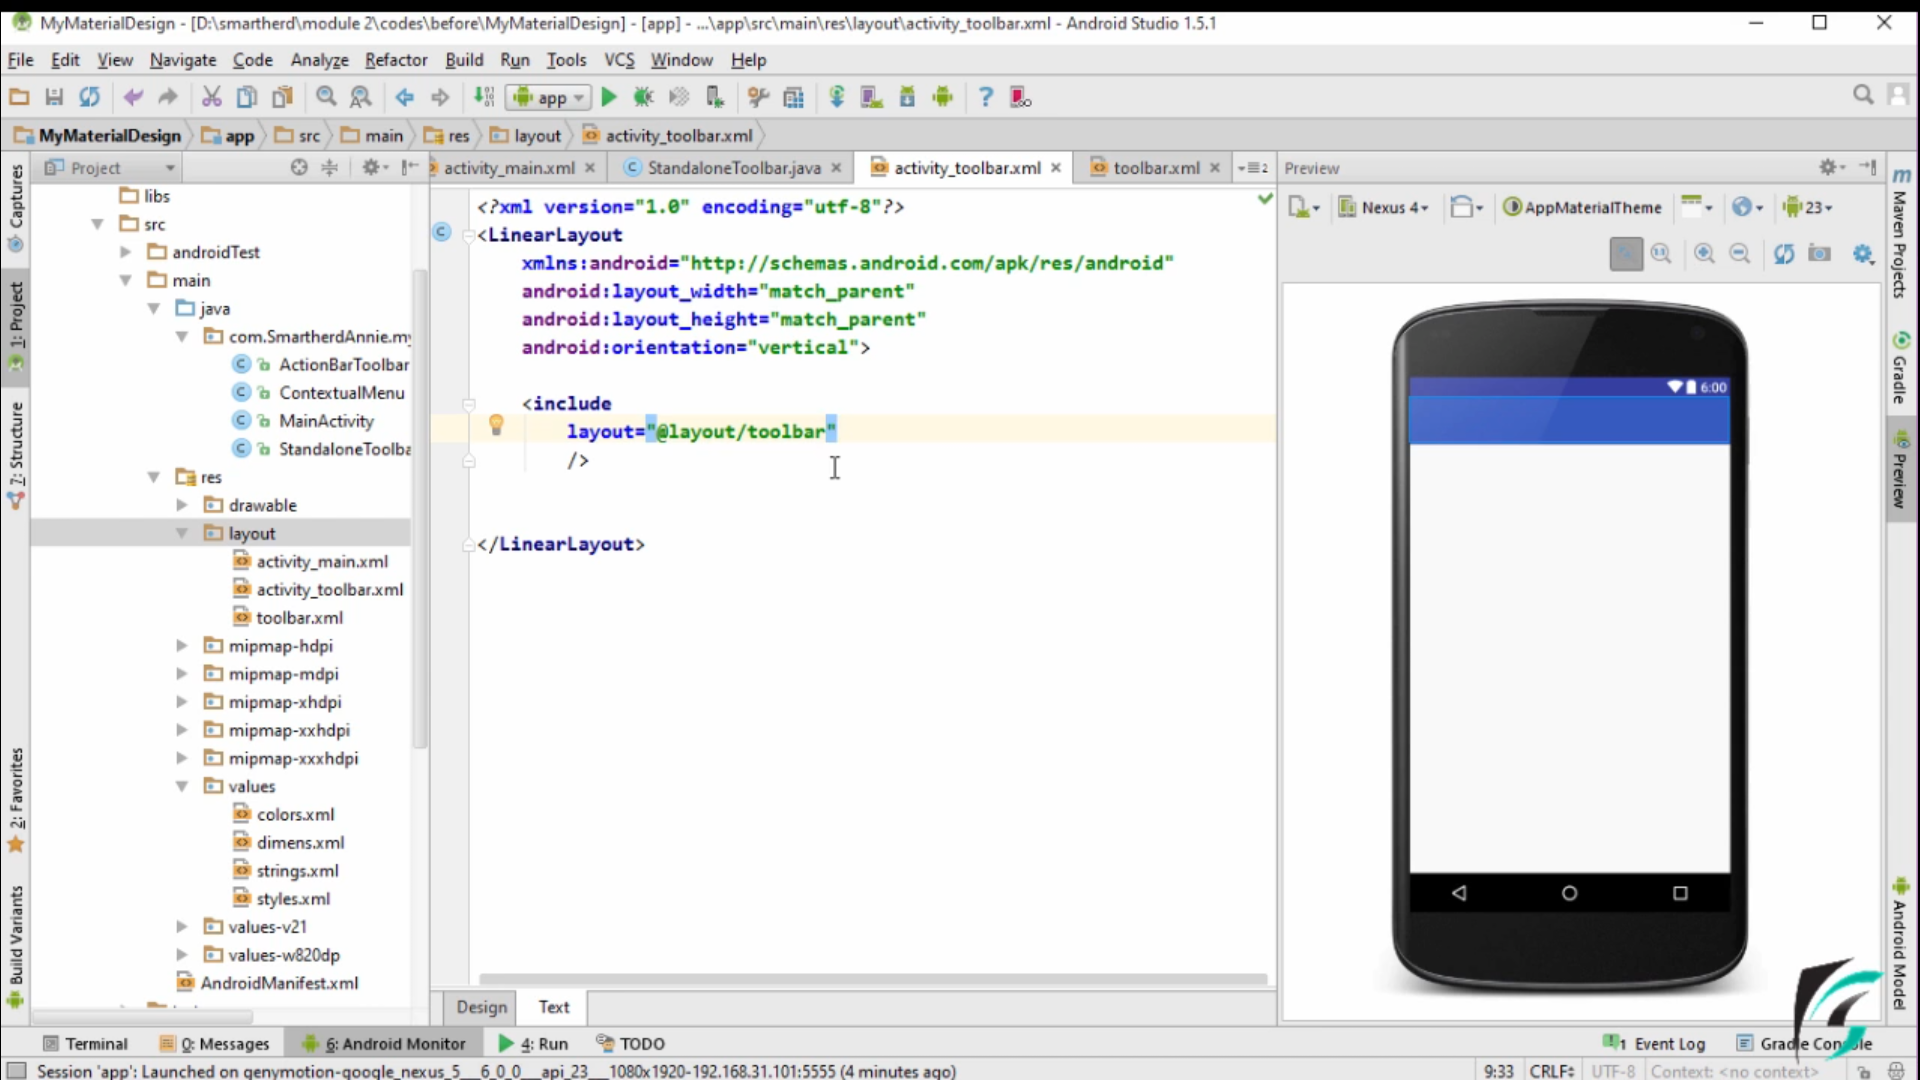 MyMaterialDesign - [D:\smartherd\module 2\codes\before\MyMaterialDesign] - [app] - ...\app\src\main\res\layout\activity_toolbar.xml - Android Studio 1.5.1
File Edit View Navigate Code Analyze Refactor Build Run Tools VCS Window Help
app
MyMaterialDesign app src main res layout activity_toolbar.xml
Project
activity_main.xml StandaloneToolbar.java activity_toolbar.xml toolbar.xml 2
Preview
Nexus 4 AppMaterialTheme 23
Captures
1: Project
7: Structure
2: Favorites
Build Variants
libs
src
androidTest
main
java
com.SmartherdAnnie.my
ActionBarToolbar
ContextualMenu
MainActivity
StandaloneToolba
res
drawable
layout
activity_main.xml
activity_toolbar.xml
toolbar.xml
mipmap-hdpi
mipmap-mdpi
mipmap-xhdpi
mipmap-xxhdpi
mipmap-xxxhdpi
values
colors.xml
dimens.xml
strings.xml
styles.xml
values-v21
values-w820dp
AndroidManifest.xml
<?xml version="1.0" encoding="utf-8"?>
<LinearLayout
xmlns:android="http://schemas.android.com/apk/res/android"
android:layout_width="match_parent"
android:layout_height="match_parent"
android:orientation="vertical">
<include
layout="@layout/toolbar"
/>
</LinearLayout>
6:00
Maven Projects
Gradle
Preview
Android Model
Design Text
Terminal 0: Messages 6: Android Monitor 4: Run TODO
1 Event Log Gradle Console
Session 'app': Launched on genymotion-google_nexus_5___6_0_0___api_23___1080x1920-192.168.31.101:5555 (4 minutes ago)
9:33 CRLF UTF-8 Context: <no context>